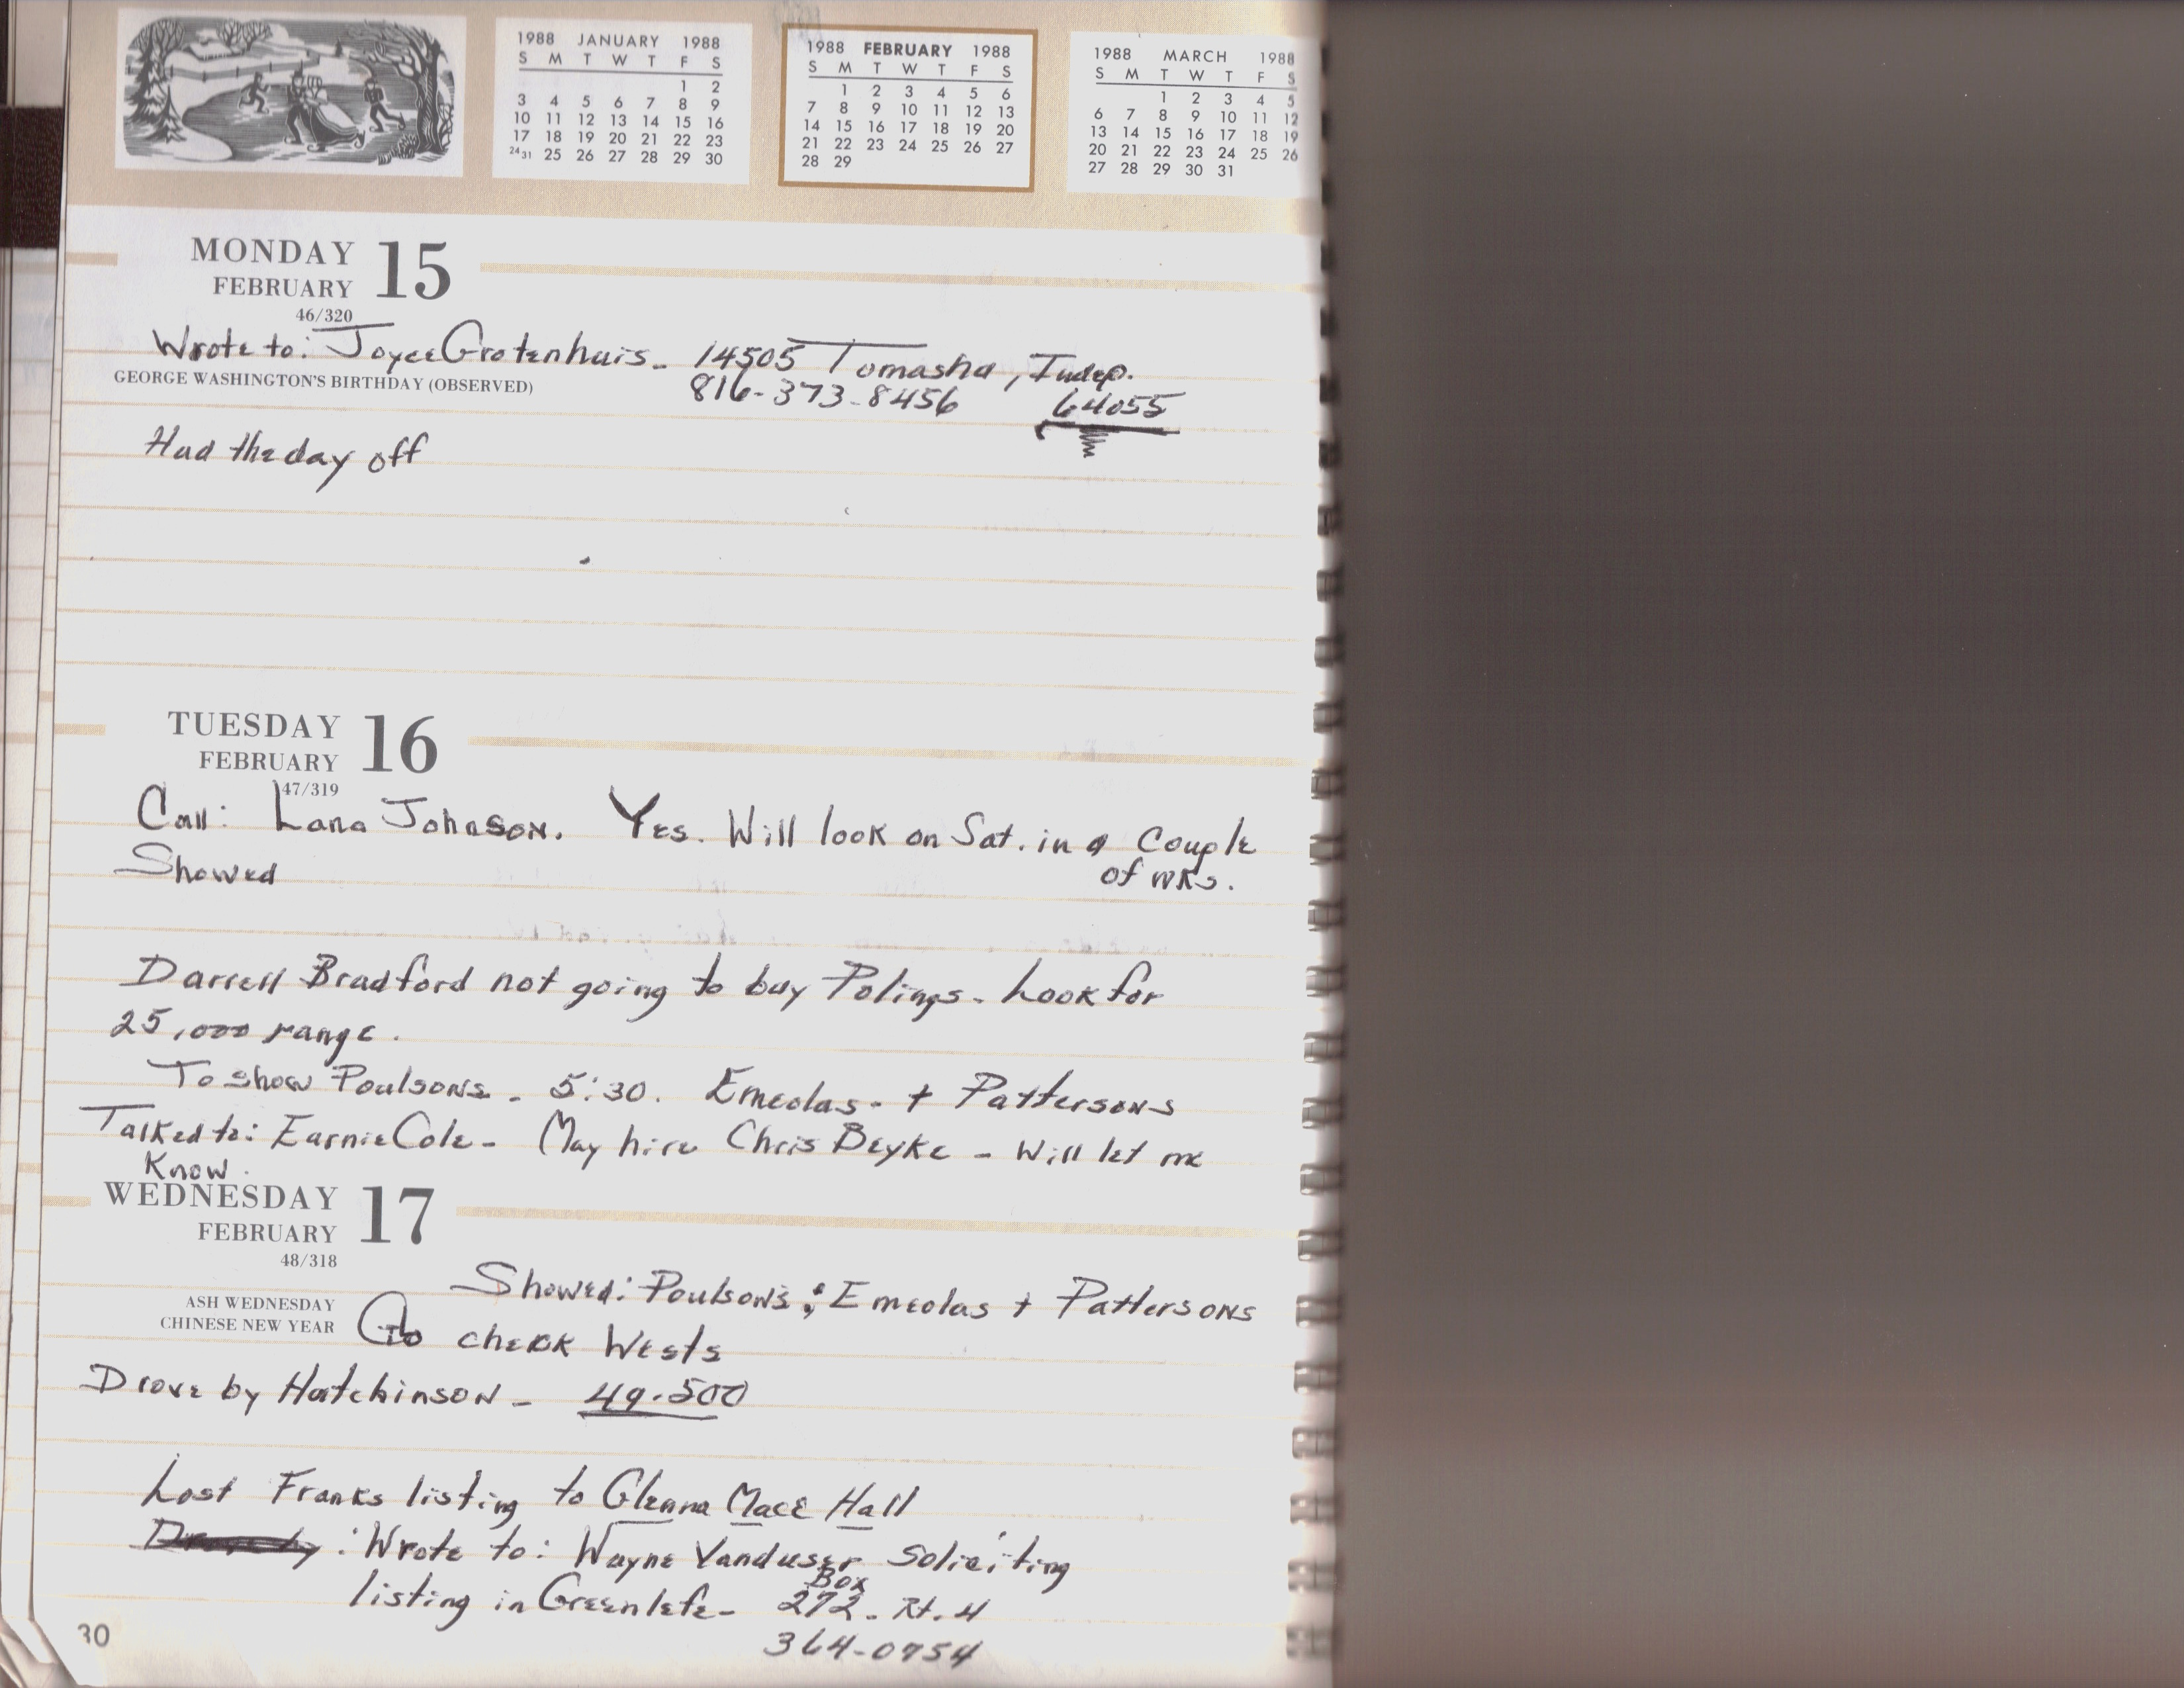 1988 JANUARY 1988
S M T W T F S
1 2
3 4 5 6 7 8 9
10 11 12 13 14 15 16
17 18 19 20 21 22 23
24 31 25 26 27 28 29 30
1988 FEBRUARY 1988
S M T W T F S
1 2 3 4 5 6
7 8 9 10 11 12 13
14 15 16 17 18 19 20
21 22 23 24 25 26 27
28 29
1988 MARCH 1988
S M T W T F S
1 2 3 4 5
6 7 8 9 10 11 12
13 14 15 16 17 18 19
20 21 22 23 24 25 26
27 28 29 30 31
MONDAY 15
FEBRUARY
46/320
Wrote to: Joyce Grotenhuis - 14505 Tomasha, Indep.
GEORGE WASHINGTON'S BIRTHDAY (OBSERVED)
816-373-8456 64055
Had the day off
TUESDAY 16
FEBRUARY
47/319
Call: Lana Johnson. Yes. Will look on Sat. in a Couple
Showed of wks.
Darrell Bradford not going to buy Polings - Look for
25,000 range.
To show Poulsons - 5:30. Emeolas - + Pattersons
Talked to: Earnie Cole - May hire Chris Beyke - Will let me
Know.
WEDNESDAY 17
FEBRUARY
48/318
Showed: Poulson's; Emeolas + Pattersons
ASH WEDNESDAY
CHINESE NEW YEAR
To check Wests
Drove by Hutchinson - 49.500
Lost Franks listing to Glenna Mace Hall
: Wrote to: Wayne Vanduser soliciting
listing in Greenlefe - Box 272 - Rt. 4
364-0754
30